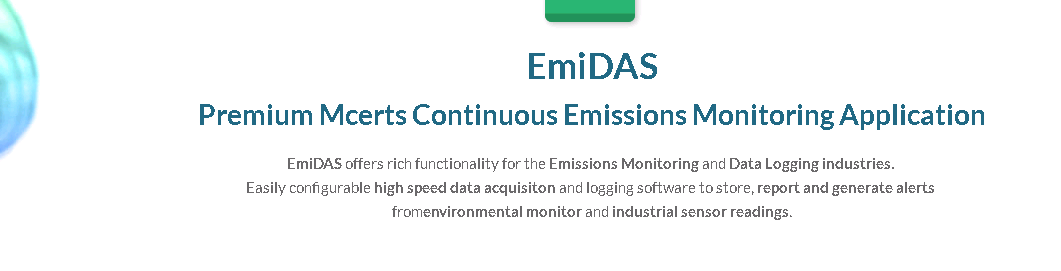 EmiDAS
Premium Mcerts Continuous Emissions Monitoring Application
EmiDAS offers rich functionality for the Emissions Monitoring and Data Logging industries.
Easily configurable high speed data acquisiton and logging software to store, report and generate alerts
fromenvironmental monitor and industrial sensor readings.